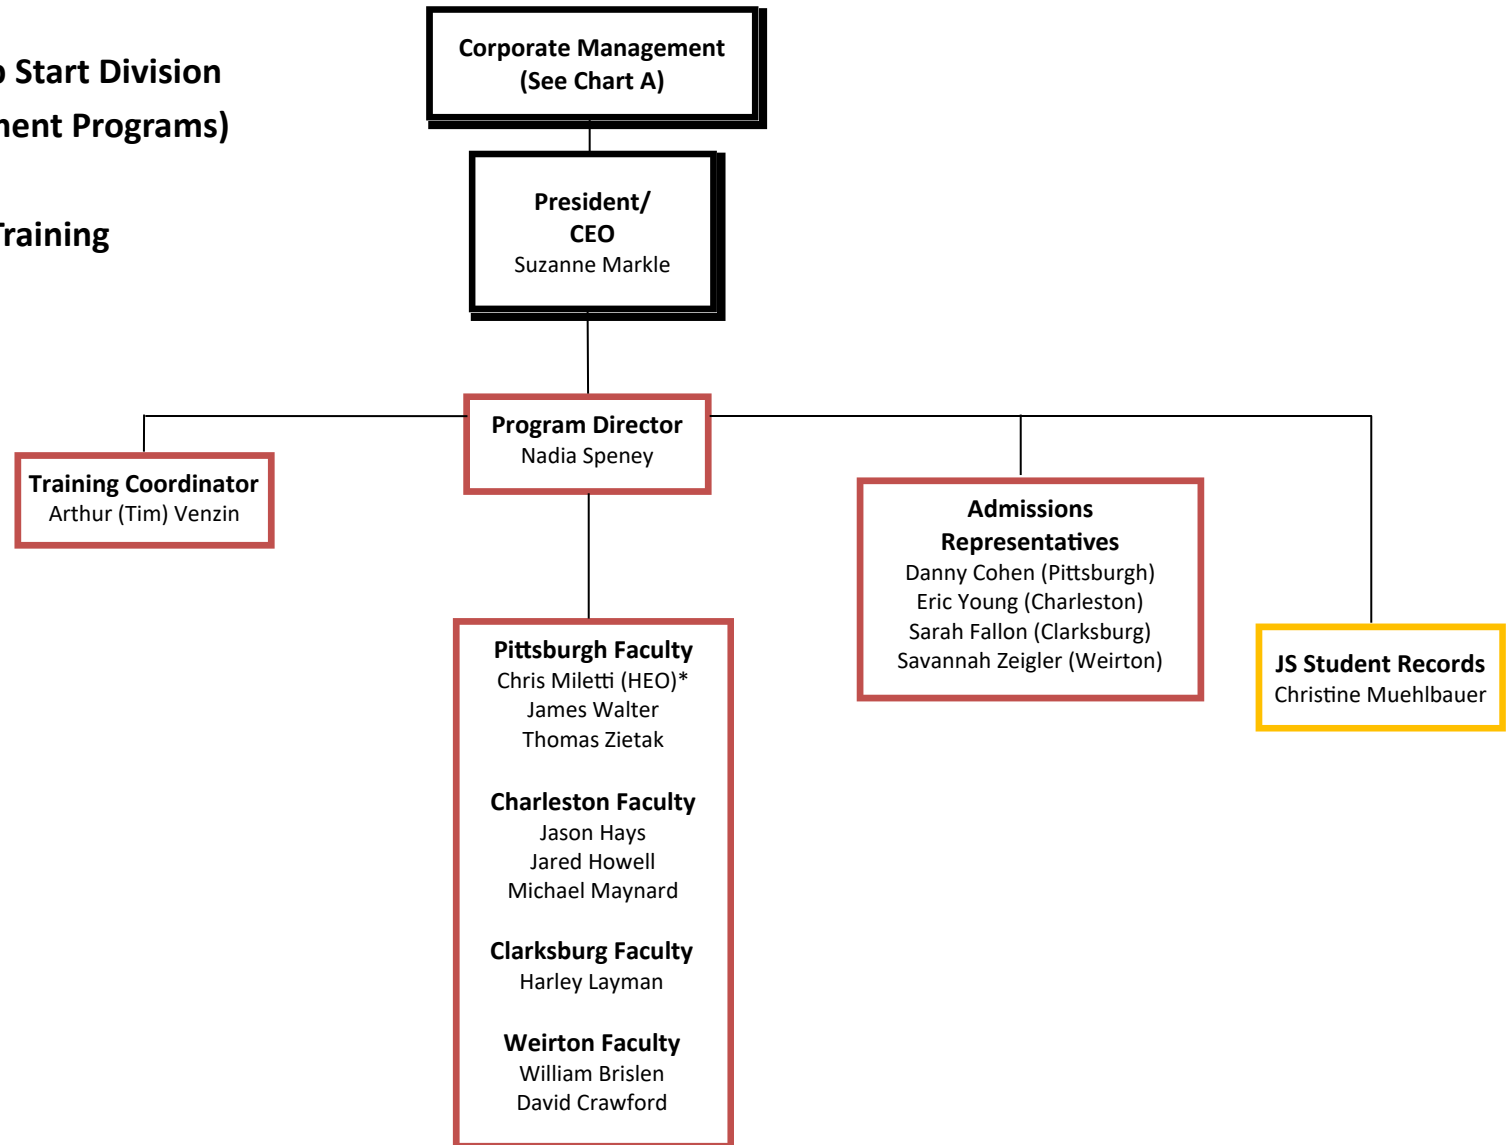 Start Division
ment Programs)
Training
Corporate Management
(See Chart A)
President/
CEO
Suzanne Markle
Program Director
Nadia Speney
Training Coordinator
Arthur (Tim) Venzin
Admissions
Representatives
Danny Cohen (Pittsburgh)
Eric Young (Charleston)
Sarah Fallon (Clarksburg)
Savannah Zeigler (Weirton)
JS Student Records
Christine Muehlbauer
Pittsburgh Faculty
Chris Miletti (HEO)*
James Walter
Thomas Zietak
Charleston Faculty
Jason Hays
Jared Howell
Michael Maynard
Clarksburg Faculty
Harley Layman
Weirton Faculty
William Brislen
David Crawford